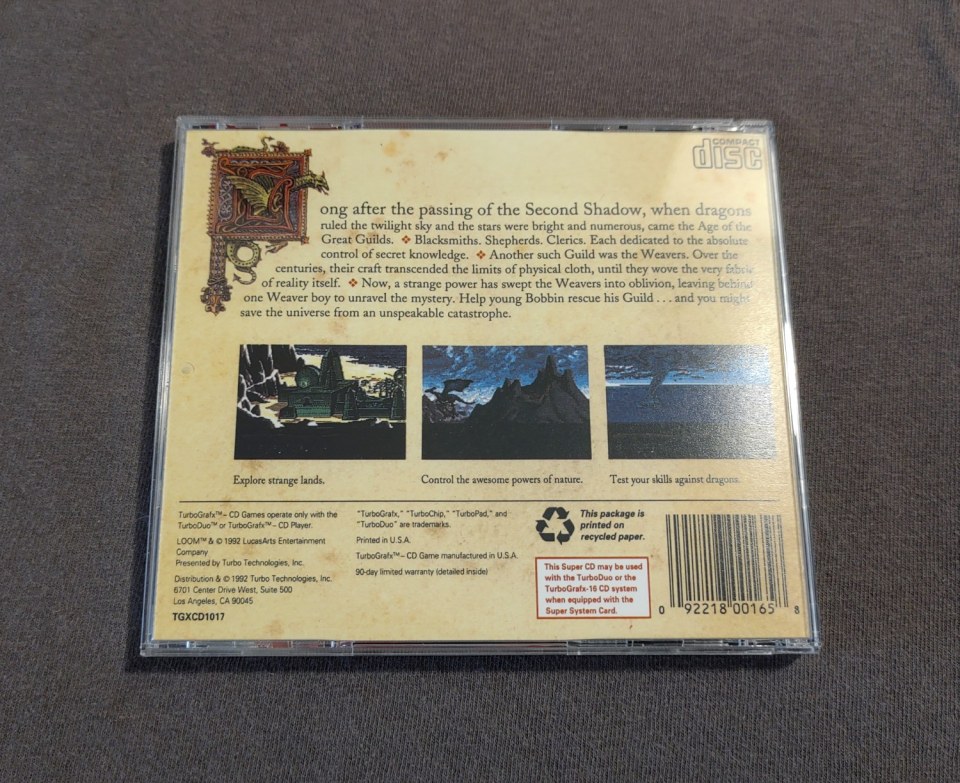 COMPACT
disc
Long after the passing of the Second Shadow, when dragons
ruled the twilight sky and the stars were bright and numerous, came the Age of the
Great Guilds. ❖ Blacksmiths. Shepherds. Clerics. Each dedicated to the absolute
control of secret knowledge. ❖ Another such Guild was the Weavers. Over the
centuries, their craft transcended the limits of physical cloth, until they wove the very fabric
of reality itself. ❖ Now, a strange power has swept the Weavers into oblivion, leaving behind
one Weaver boy to unravel the mystery. Help young Bobbin rescue his Guild . . . and you might
save the universe from an unspeakable catastrophe.
Explore strange lands.
Control the awesome powers of nature.
Test your skills against dragons.
TurboGrafx™– CD Games operate only with the
TurboDuo™ or TurboGrafx™– CD Player.
LOOM™ & © 1992 LucasArts Entertainment
Company
Presented by Turbo Technologies, Inc.
Distribution & © 1992 Turbo Technologies, Inc.
6701 Center Drive West, Suite 500
Los Angeles, CA 90045
TGXCD1017
"TurboGrafx," "TurboChip," "TurboPad," and
"TurboDuo" are trademarks.
Printed in U.S.A.
TurboGrafx™– CD Game manufactured in U.S.A.
90-day limited warranty (detailed inside)
This package is
printed on
recycled paper.
This Super CD may be used
with the TurboDuo or the
TurboGrafx-16 CD system
when equipped with the
Super System Card.
0 92218 00165 8